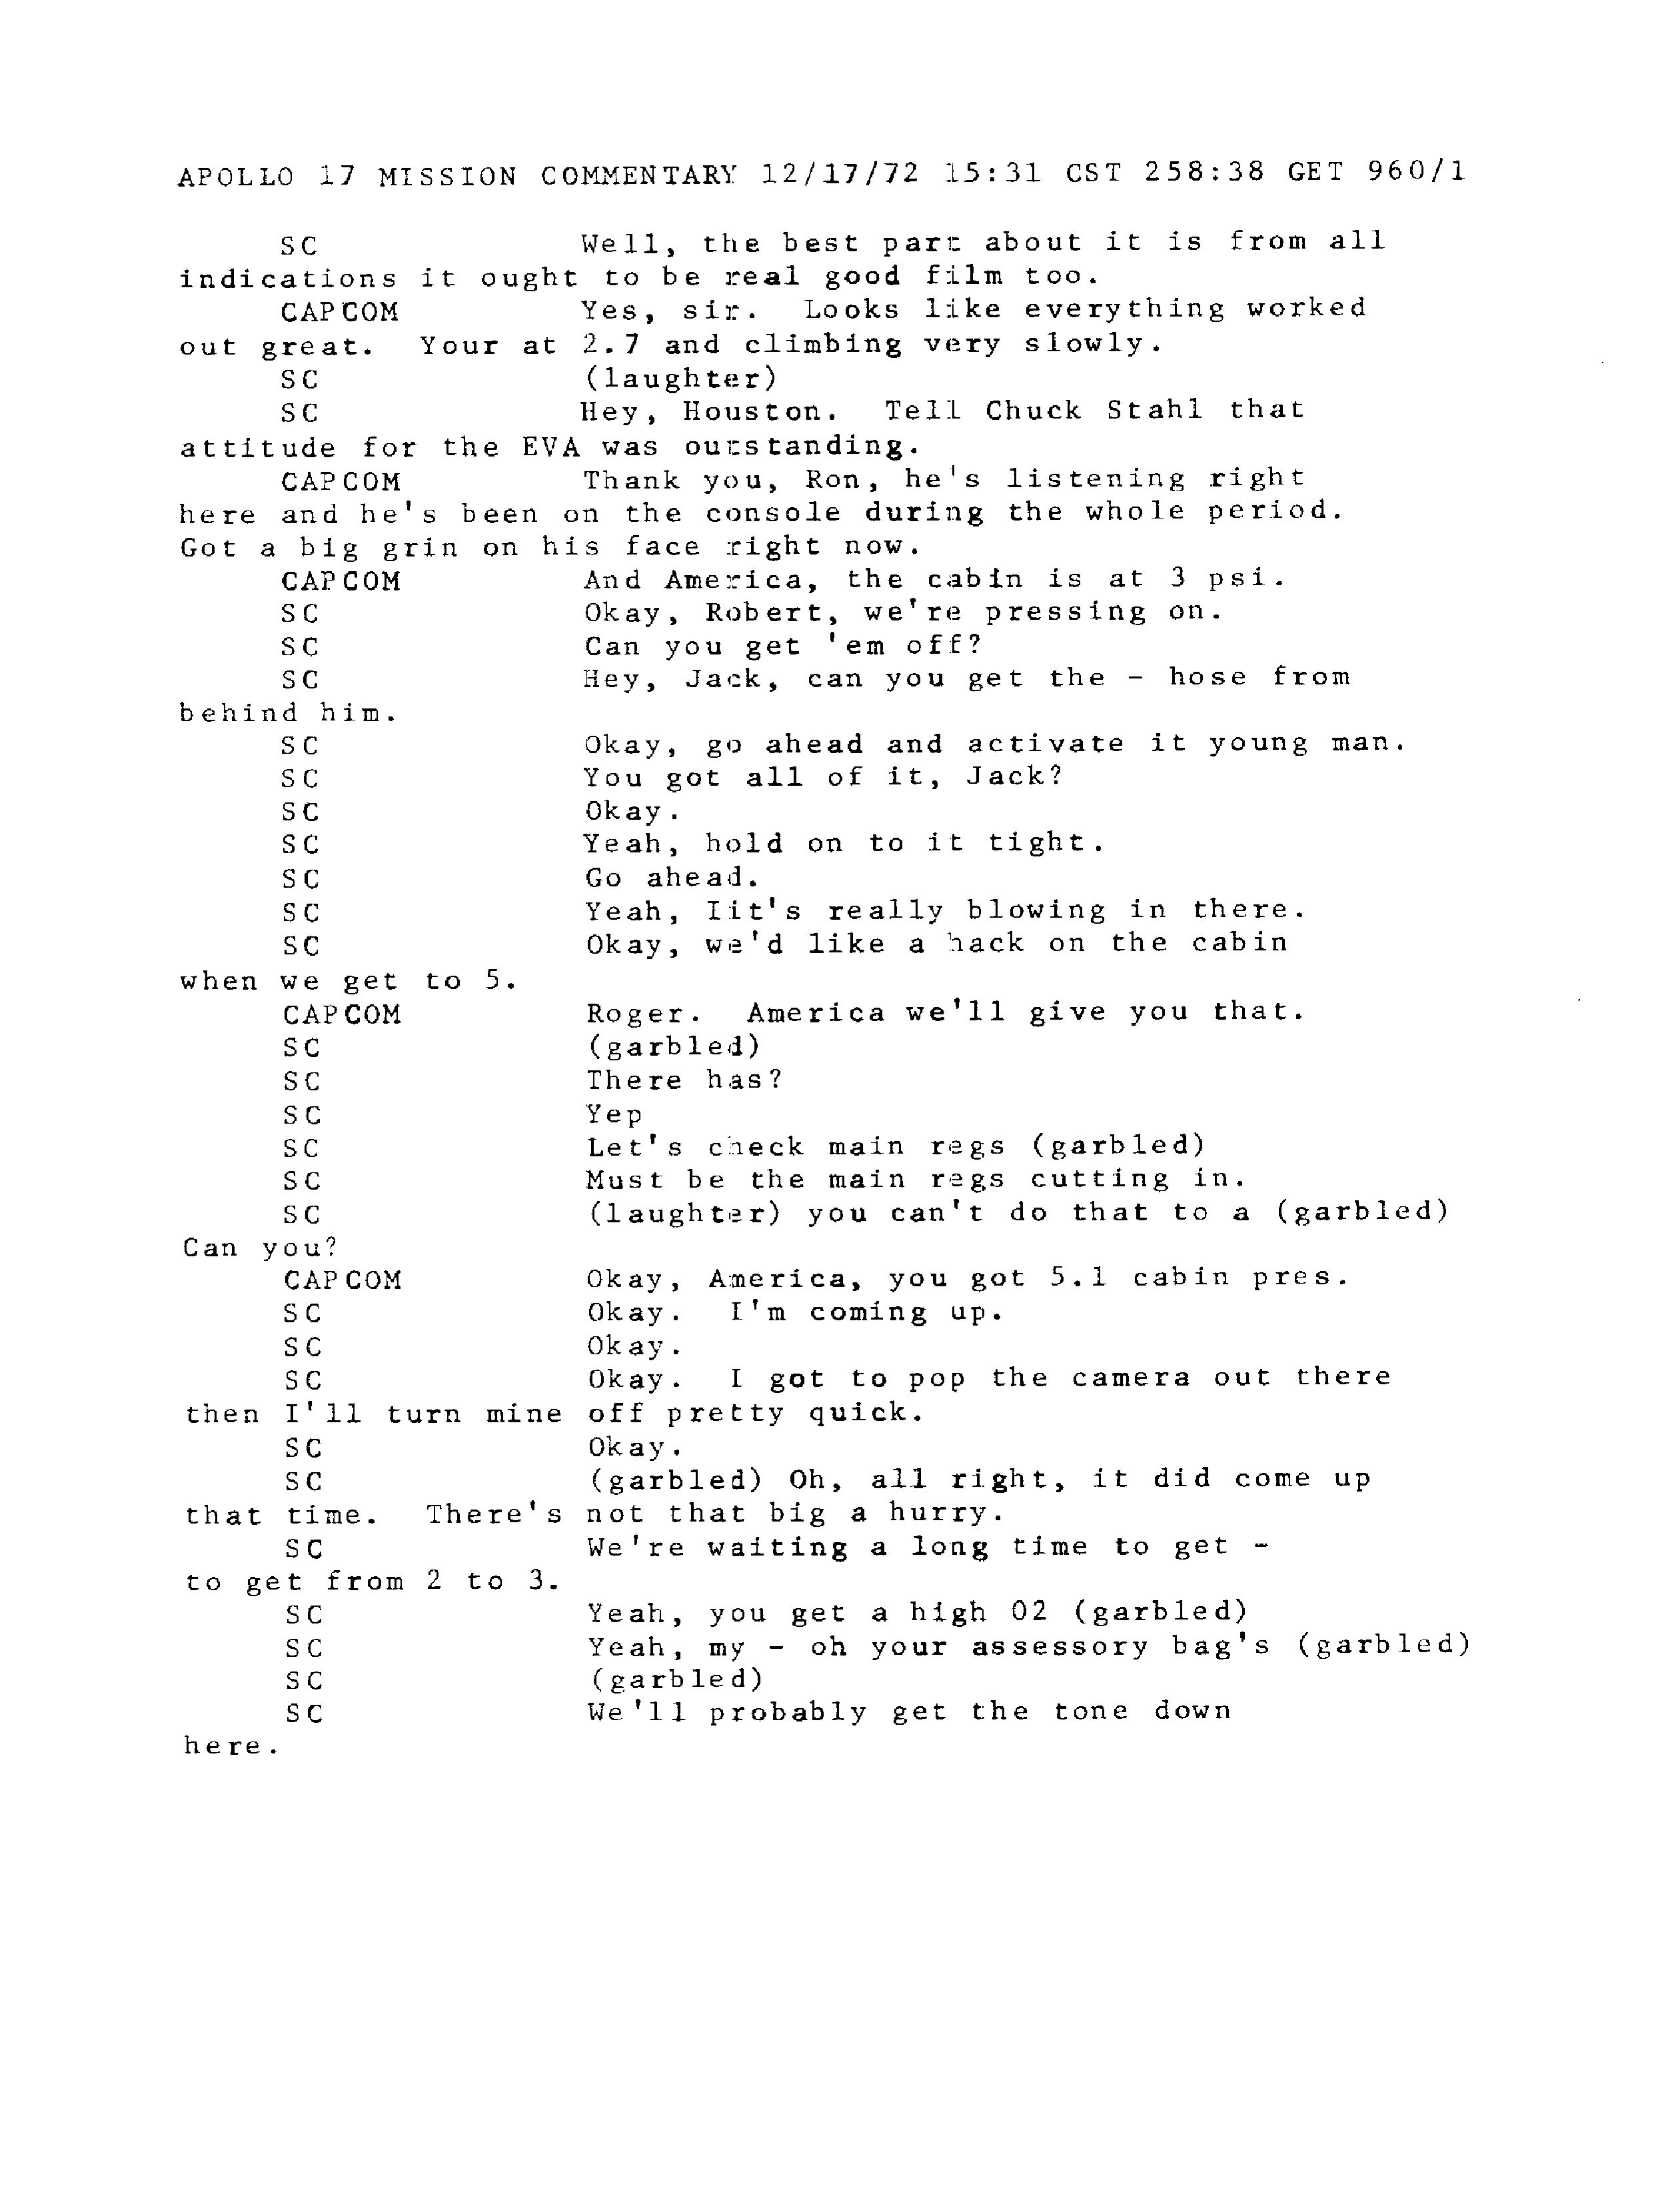 APOLLO 17 MISSION COMMENTARY 12/17/72 15:31 CST 258:38 GET 960/1
SC Well, the best part about it is from all
indications it ought to be real good film too.
CAPCOM Yes, sir. Looks like everything worked
out great. Your at 2.7 and climbing very slowly.
SC (laughter)
SC Hey, Houston. Tell Chuck Stahl that
attitude for the EVA was outstanding.
CAPCOM Thank you, Ron, he's listening right
here and he's been on the console during the whole period.
Got a big grin on his face right now.
CAPCOM And America, the cabin is at 3 psi.
SC Okay, Robert, we're pressing on.
SC Can you get 'em off?
SC Hey, Jack, can you get the - hose from
behind him.
SC Okay, go ahead and activate it young man.
SC You got all of it, Jack?
SC Okay.
SC Yeah, hold on to it tight.
SC Go ahead.
SC Yeah, Iit's really blowing in there.
SC Okay, we'd like a hack on the cabin
when we get to 5.
CAPCOM Roger. America we'll give you that.
SC (garbled)
SC There has?
SC Yep
SC Let's check main regs (garbled)
SC Must be the main regs cutting in.
SC (laughter) you can't do that to a (garbled)
Can you?
CAPCOM Okay, America, you got 5.1 cabin pres.
SC Okay. I'm coming up.
SC Okay.
SC Okay. I got to pop the camera out there
then I'll turn mine off pretty quick.
SC Okay.
SC (garbled) Oh, all right, it did come up
that time. There's not that big a hurry.
SC We're waiting a long time to get -
to get from 2 to 3.
SC Yeah, you get a high 02 (garbled)
SC Yeah, my - oh your assessory bag's (garbled)
SC (garbled)
SC We'll probably get the tone down
here.